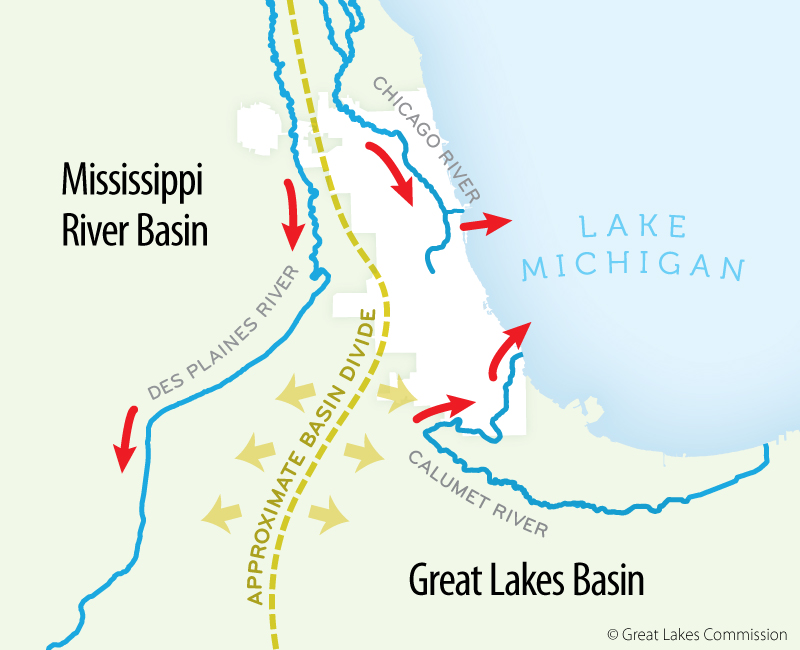 CHICAGO RIVER
Mississippi
River Basin
LAKE
MICHIGAN
DES PLAINES RIVER
APPROXIMATE BASIN DIVIDE
CALUMET RIVER
Great Lakes Basin
© Great Lakes Commission